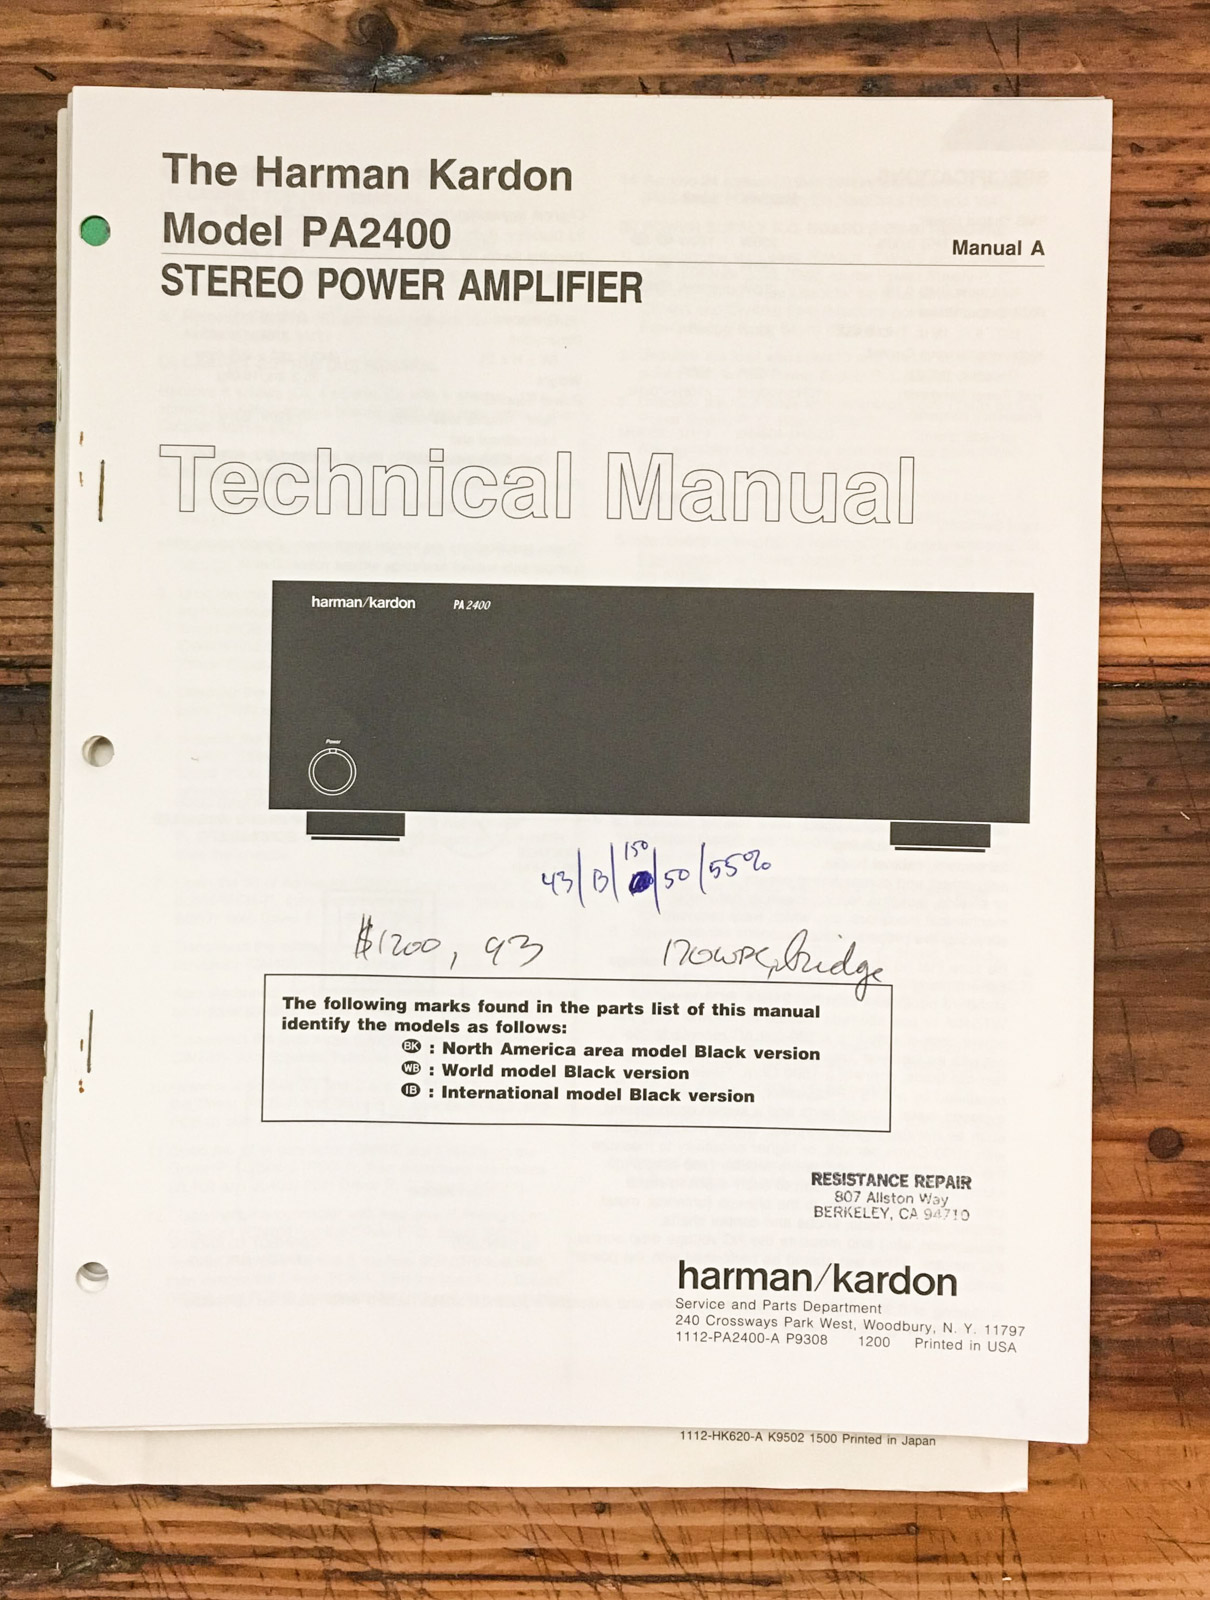 The Harman Kardon
Model PA2400
Manual A
STEREO POWER AMPLIFIER
Technical Manual
harman/kardon PA 2400
Power
150
43/B/ /50/55%
$1200, 93 170WPC, bridge
The following marks found in the parts list of this manual
identify the models as follows:
BK : North America area model Black version
WB : World model Black version
IB : International model Black version
RESISTANCE REPAIR
807 Allston Way
BERKELEY, CA 94710
harman/kardon
Service and Parts Department
240 Crossways Park West, Woodbury, N. Y. 11797
1112-PA2400-A P9308 1200 Printed in USA
1112-HK620-A K9502 1500 Printed in Japan